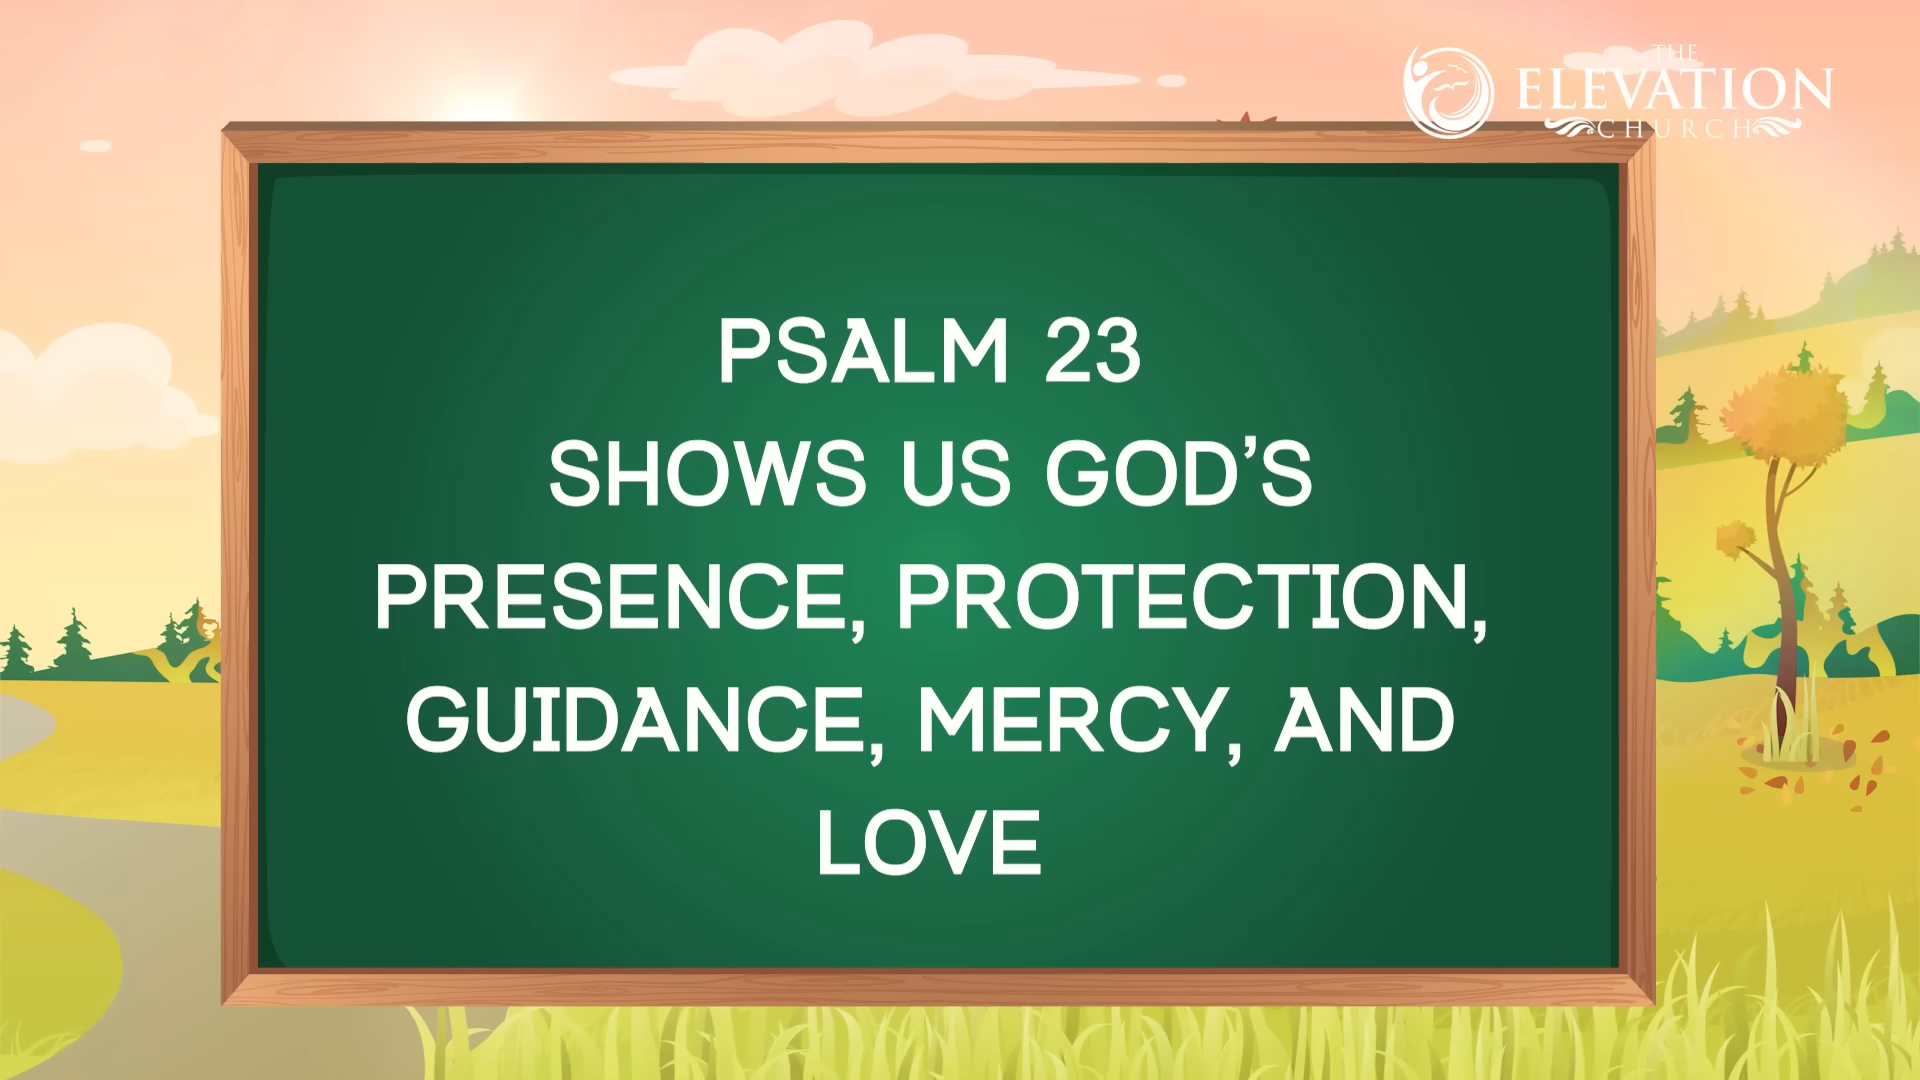 THE
ELEVATION
CHURCH
PSALM 23
SHOWS US GOD’S
PRESENCE, PROTECTION,
GUIDANCE, MERCY, AND
LOVE